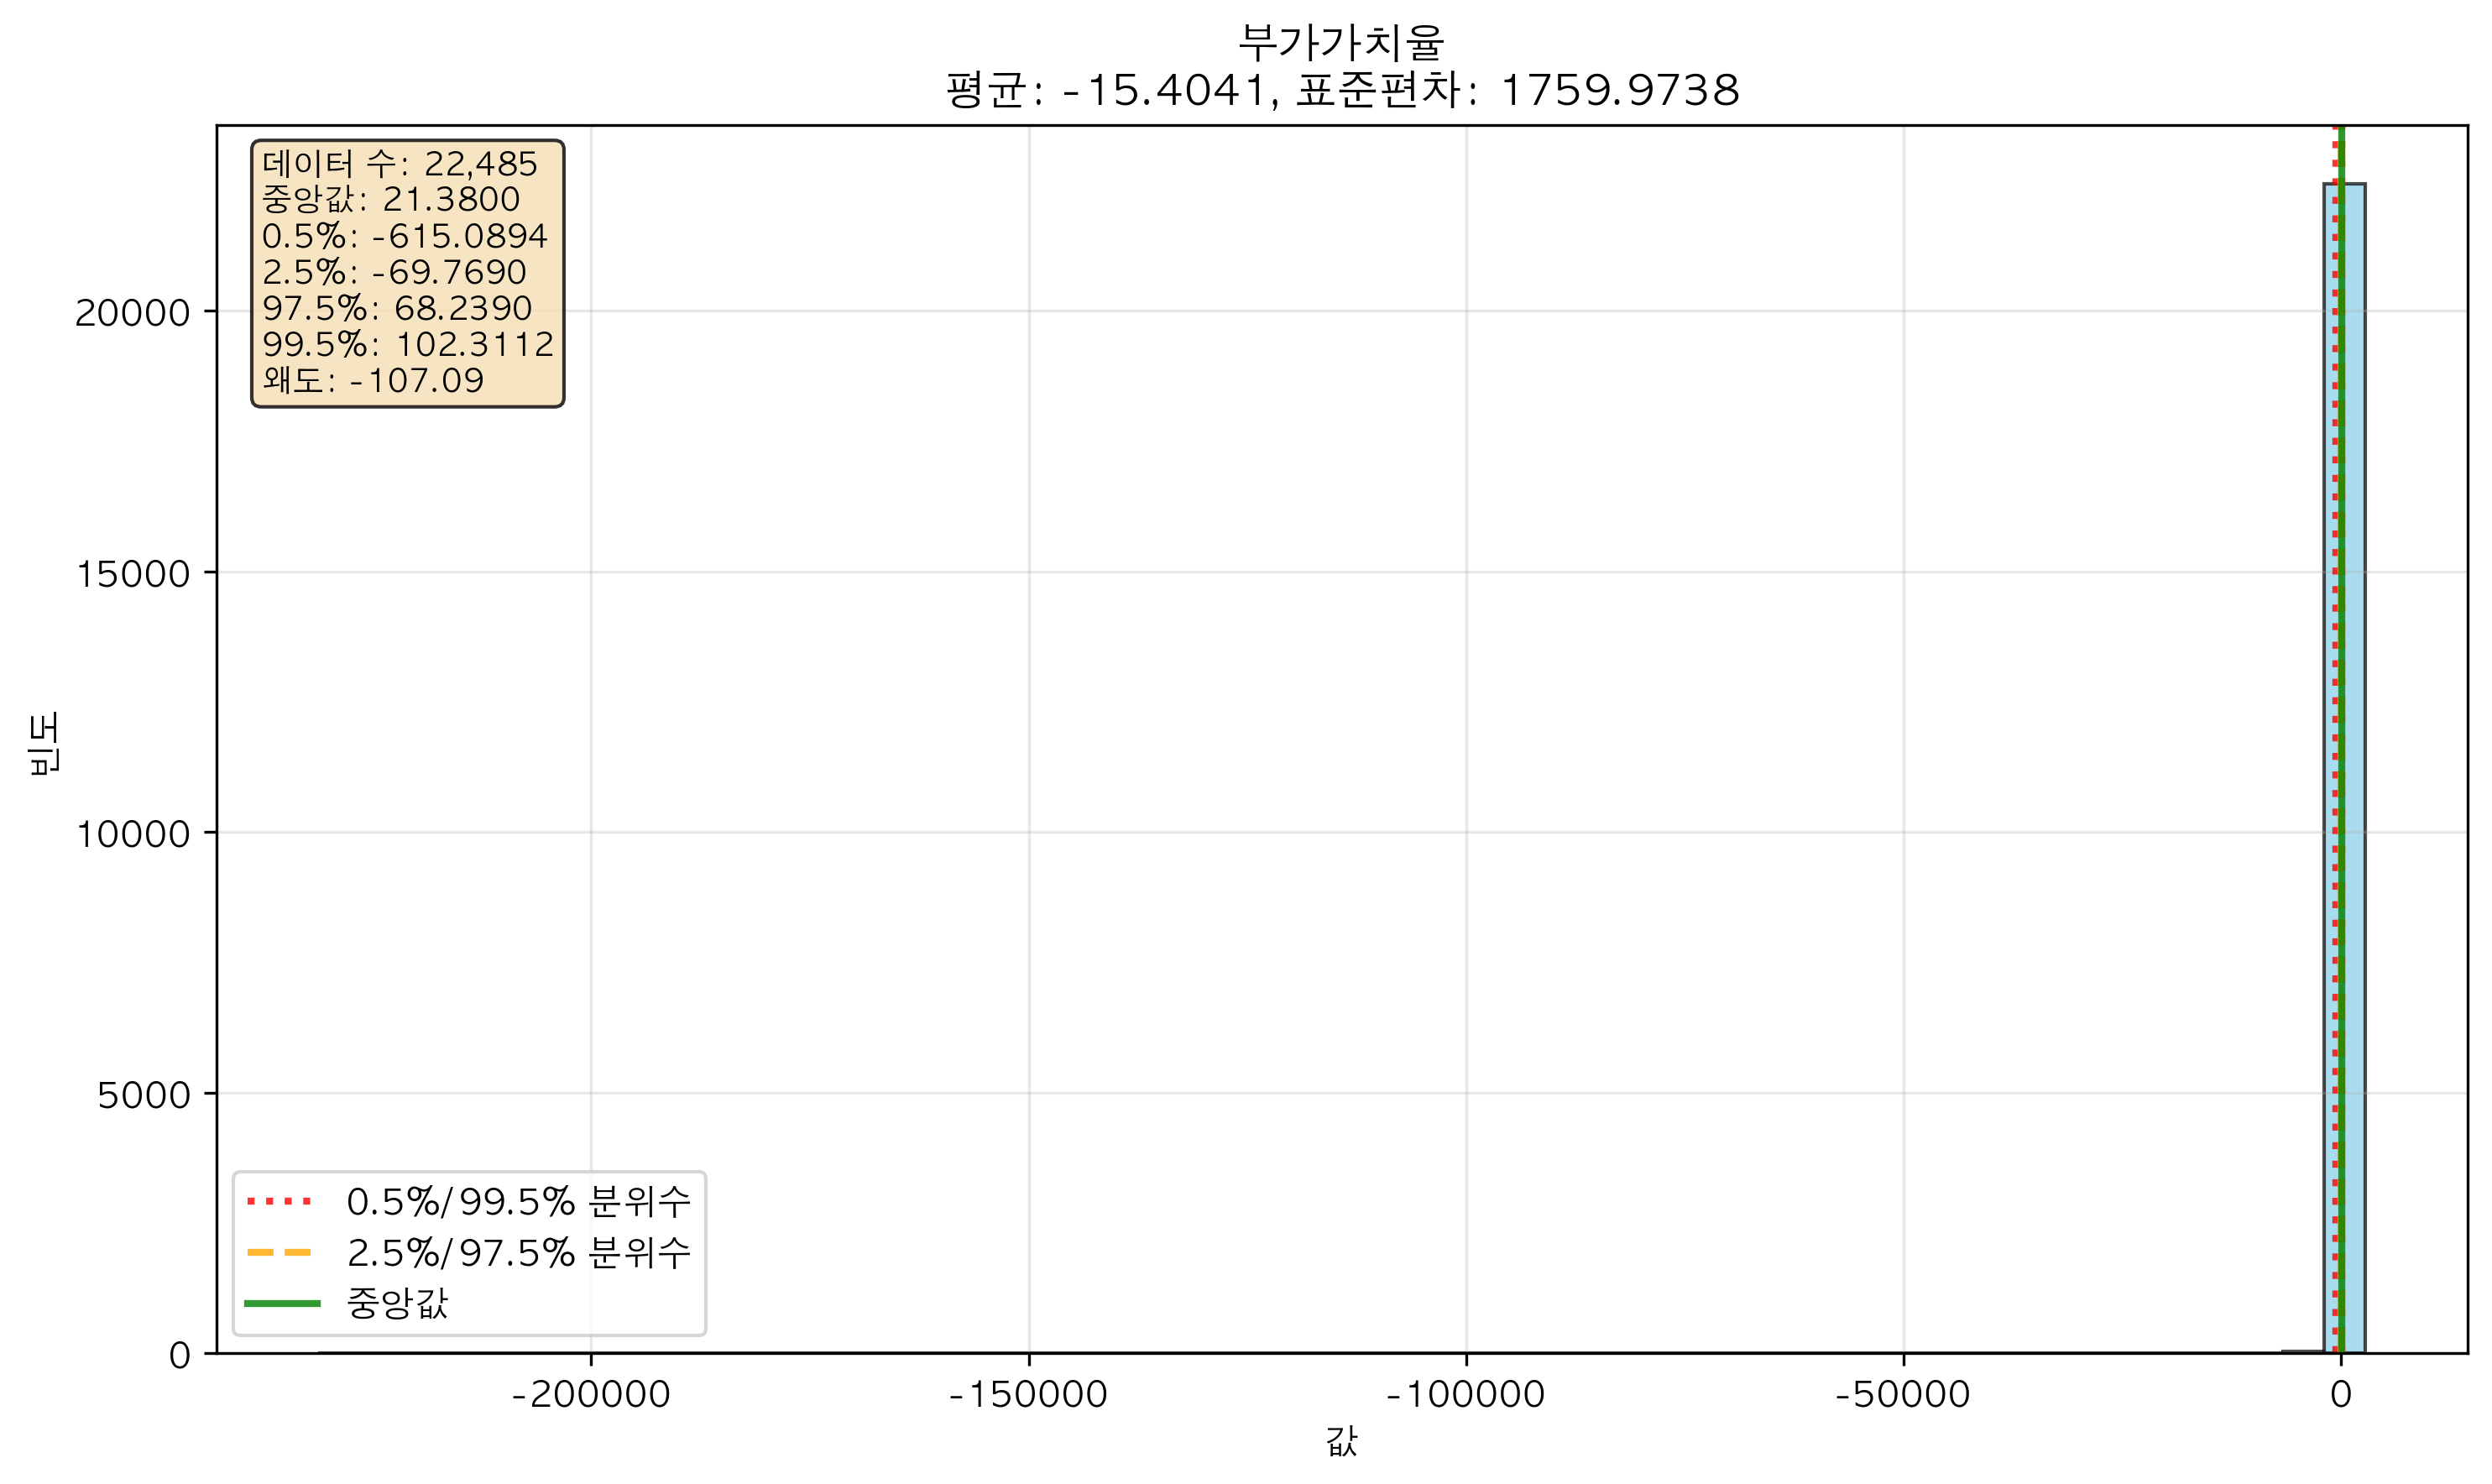 부가가치율
평균: -15.4041, 표준편차: 1759.9738
데이터 수: 22,485
중앙값: 21.3800
0.5%: -615.0894
2.5%: -69.7690
97.5%: 68.2390
99.5%: 102.3112
왜도: -107.09
20000
15000
10000
5000
0
빈도
0.5%/99.5% 분위수
2.5%/97.5% 분위수
중앙값
-200000
-150000
-100000
-50000
0
값